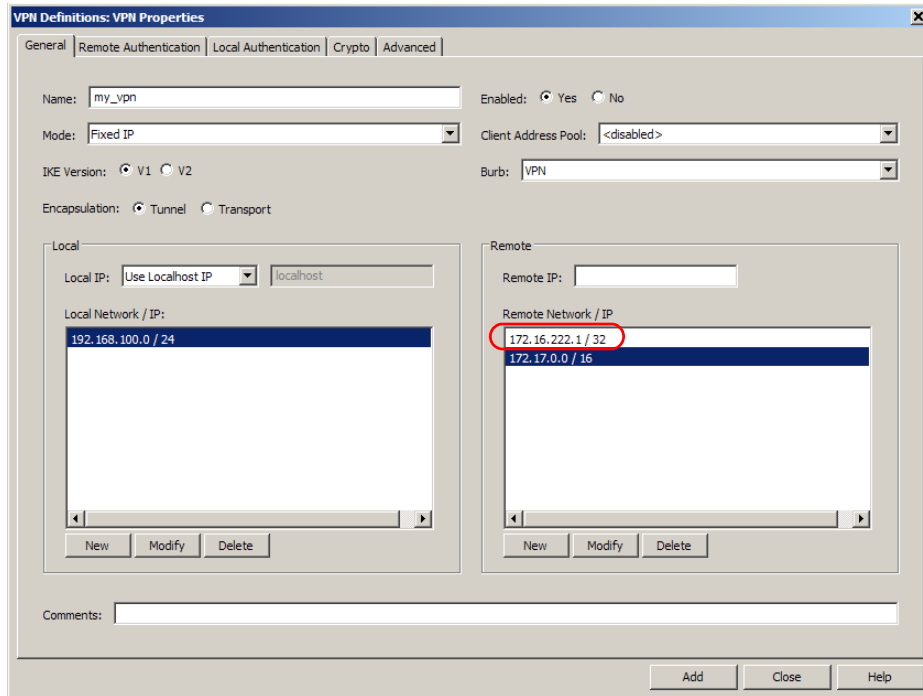 VPN Definitions: VPN Properties
General Remote Authentication Local Authentication Crypto Advanced
Name: my_vpn
Enabled: Yes No
Mode: Fixed IP
Client Address Pool: <disabled>
IKE Version: V1 V2
Burb: VPN
Encapsulation: Tunnel Transport
Local
Local IP: Use Localhost IP localhost
Local Network / IP:
192.168.100.0 / 24
New Modify Delete
Remote
Remote IP:
Remote Network / IP
172.16.222.1 / 32
172.17.0.0 / 16
New Modify Delete
Comments:
Add Close Help